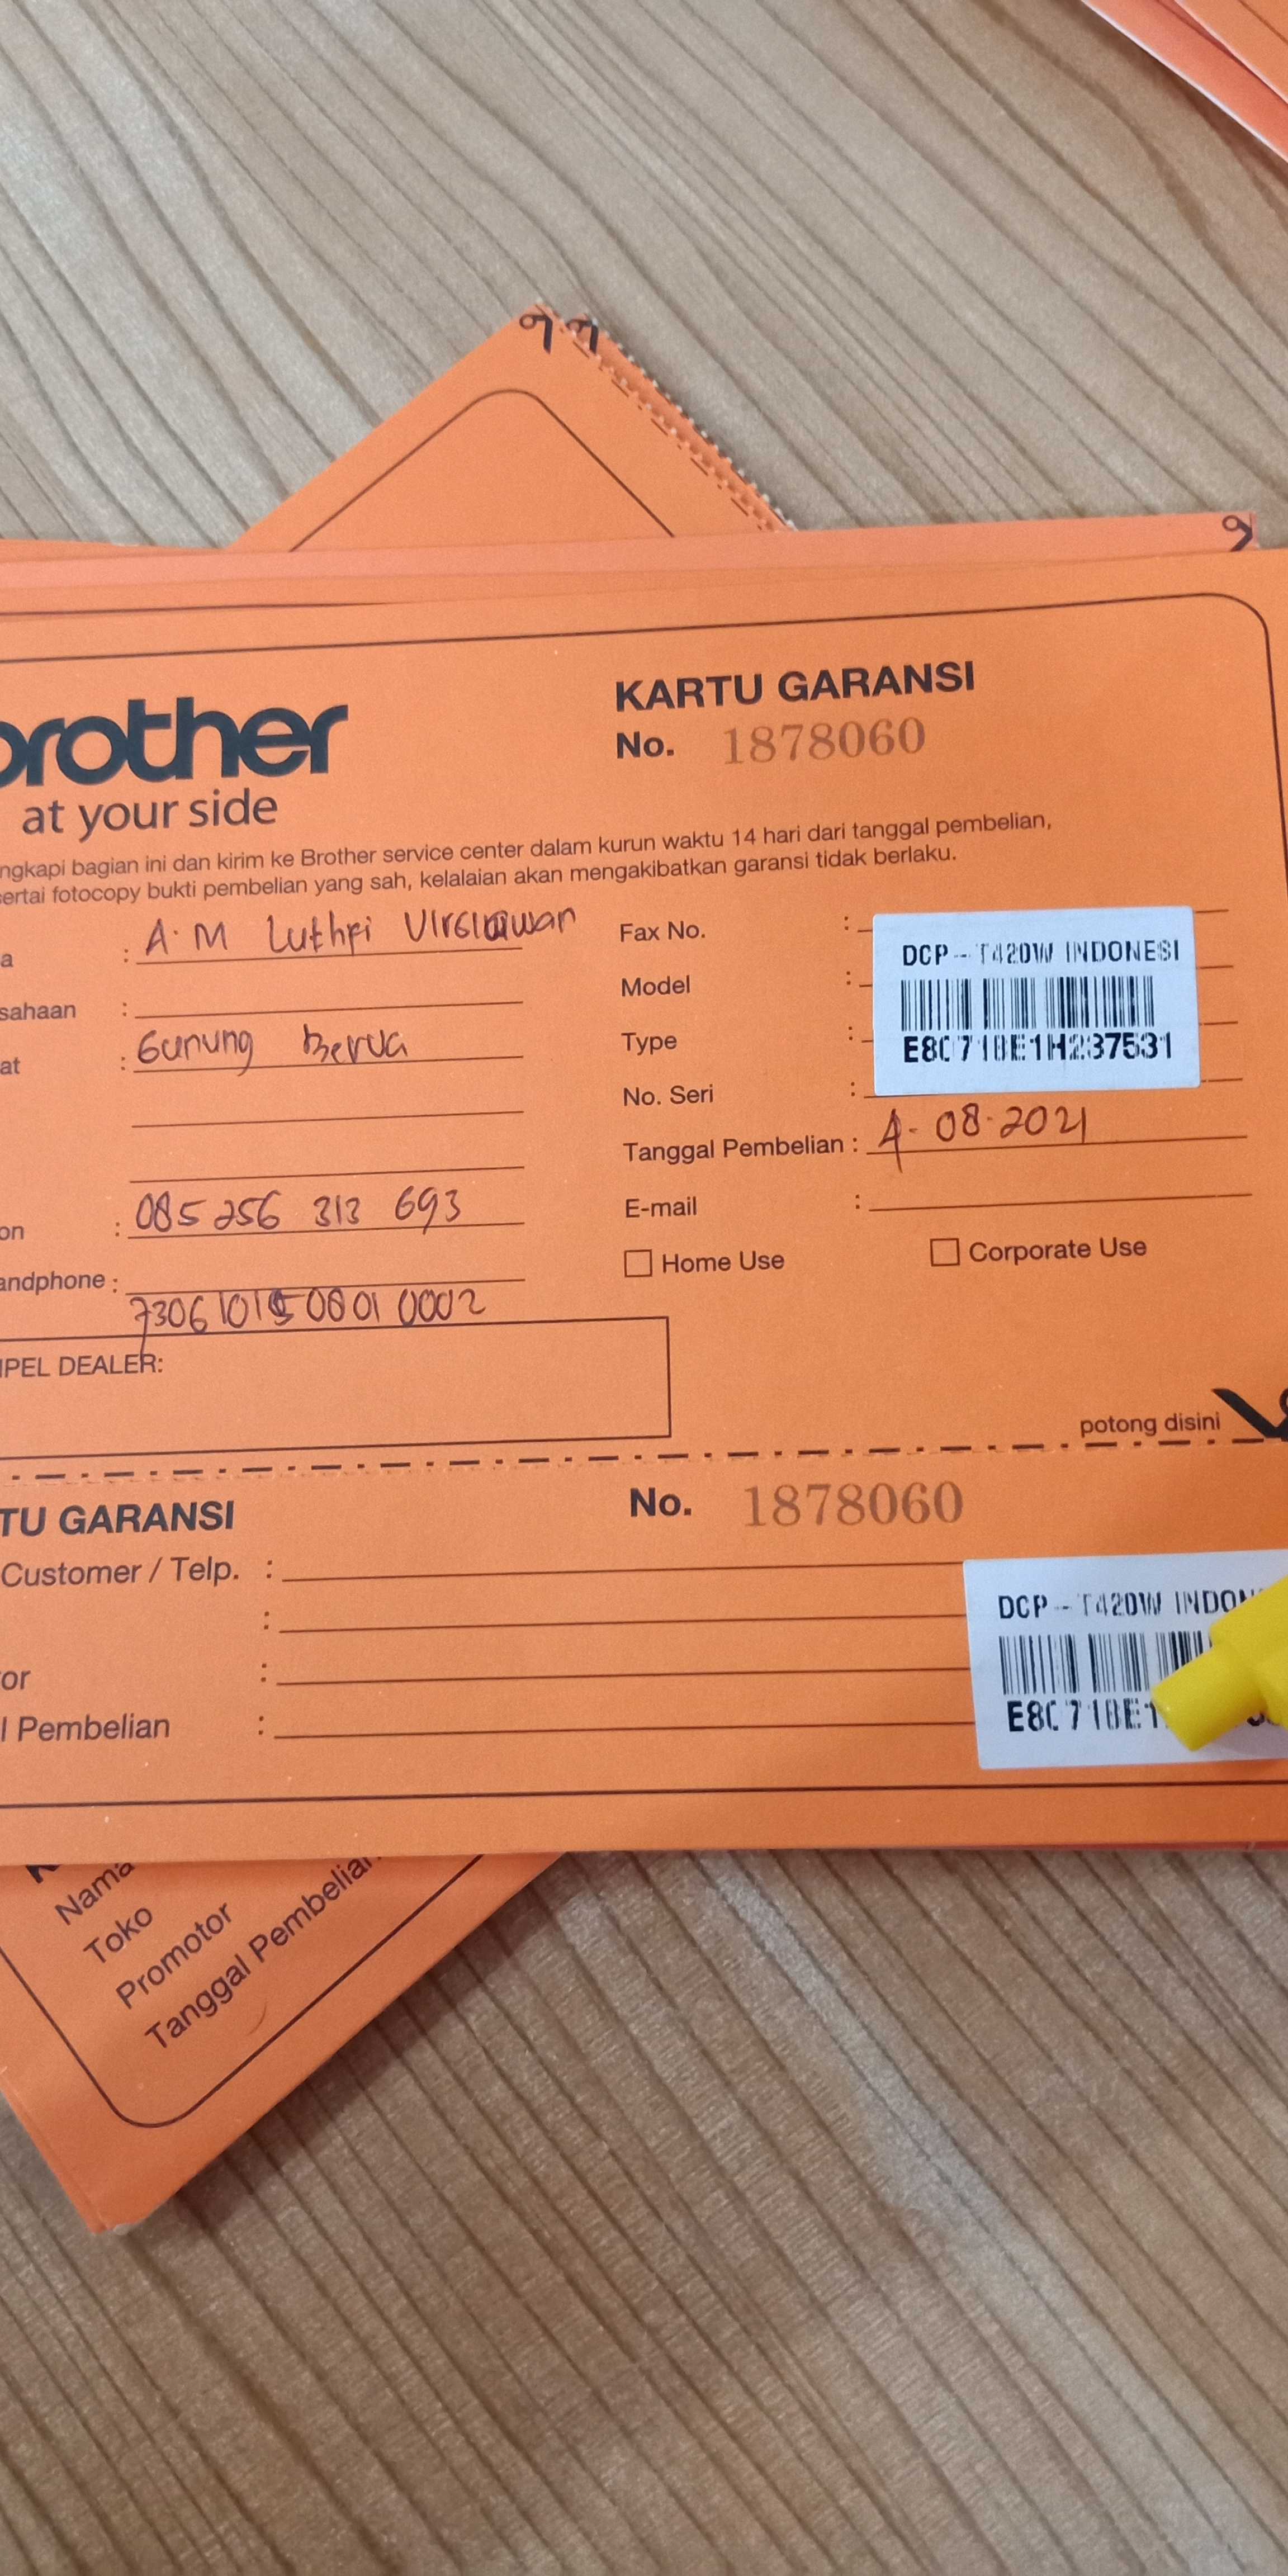 brother
at your side
KARTU GARANSI
No. 1878060
ngkapi bagian ini dan kirim ke Brother service center dalam kurun waktu 14 hari dari tanggal pembelian,
sertai fotocopy bukti pembelian yang sah, kelalaian akan mengakibatkan garansi tidak berlaku.
a : A.M Luthfi
sahaan :
at : Gunung Berua
on : 085 256 313 693
andphone :
IPEL DEALER:
Fax No. :
Model :
Type :
No. Seri :
DCP-T420W INDONESI
E8C71BE1H237531
Tanggal Pembelian : 4-08-2021
E-mail :
Home Use
Corporate Use
potong disini
TU GARANSI
No. 1878060
Customer / Telp. :
:
or :
l Pembelian :
DCP-T420W INDON
E8C71BE1
Nama
Toko
Promotor
Tanggal Pembelian